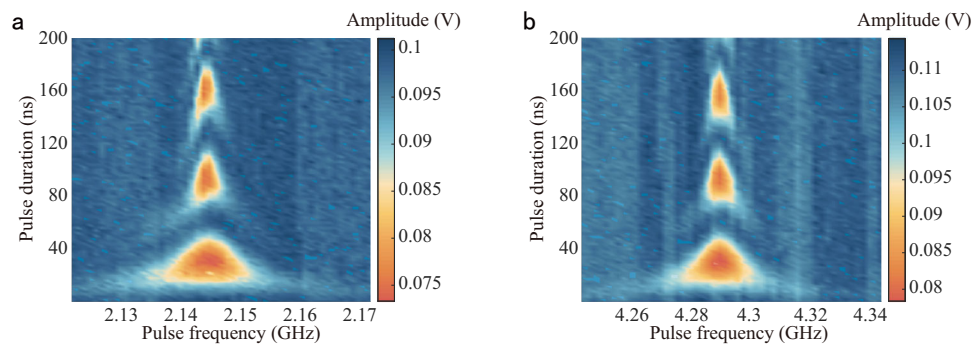 a
Amplitude (V)
200
160
120
80
40
Pulse duration (ns)
2.13 2.14 2.15 2.16 2.17
Pulse frequency (GHz)
0.1
0.095
0.09
0.085
0.08
0.075
b
Amplitude (V)
200
160
120
80
40
Pulse duration (ns)
4.26 4.28 4.3 4.32 4.34
Pulse frequency (GHz)
0.11
0.105
0.1
0.095
0.09
0.085
0.08